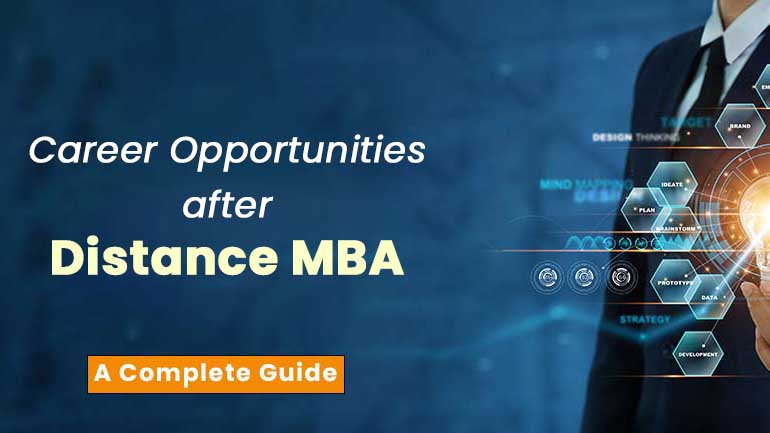 Career Opportunities
after
Distance MBA
A Complete Guide
TARGET
DESIGN THINKING
BRAND
MIND MAPPING
IDEATE
PLAN
BRAINSTORM
PROTOTYPE
DATA
STRATEGY
DEVELOPMENT